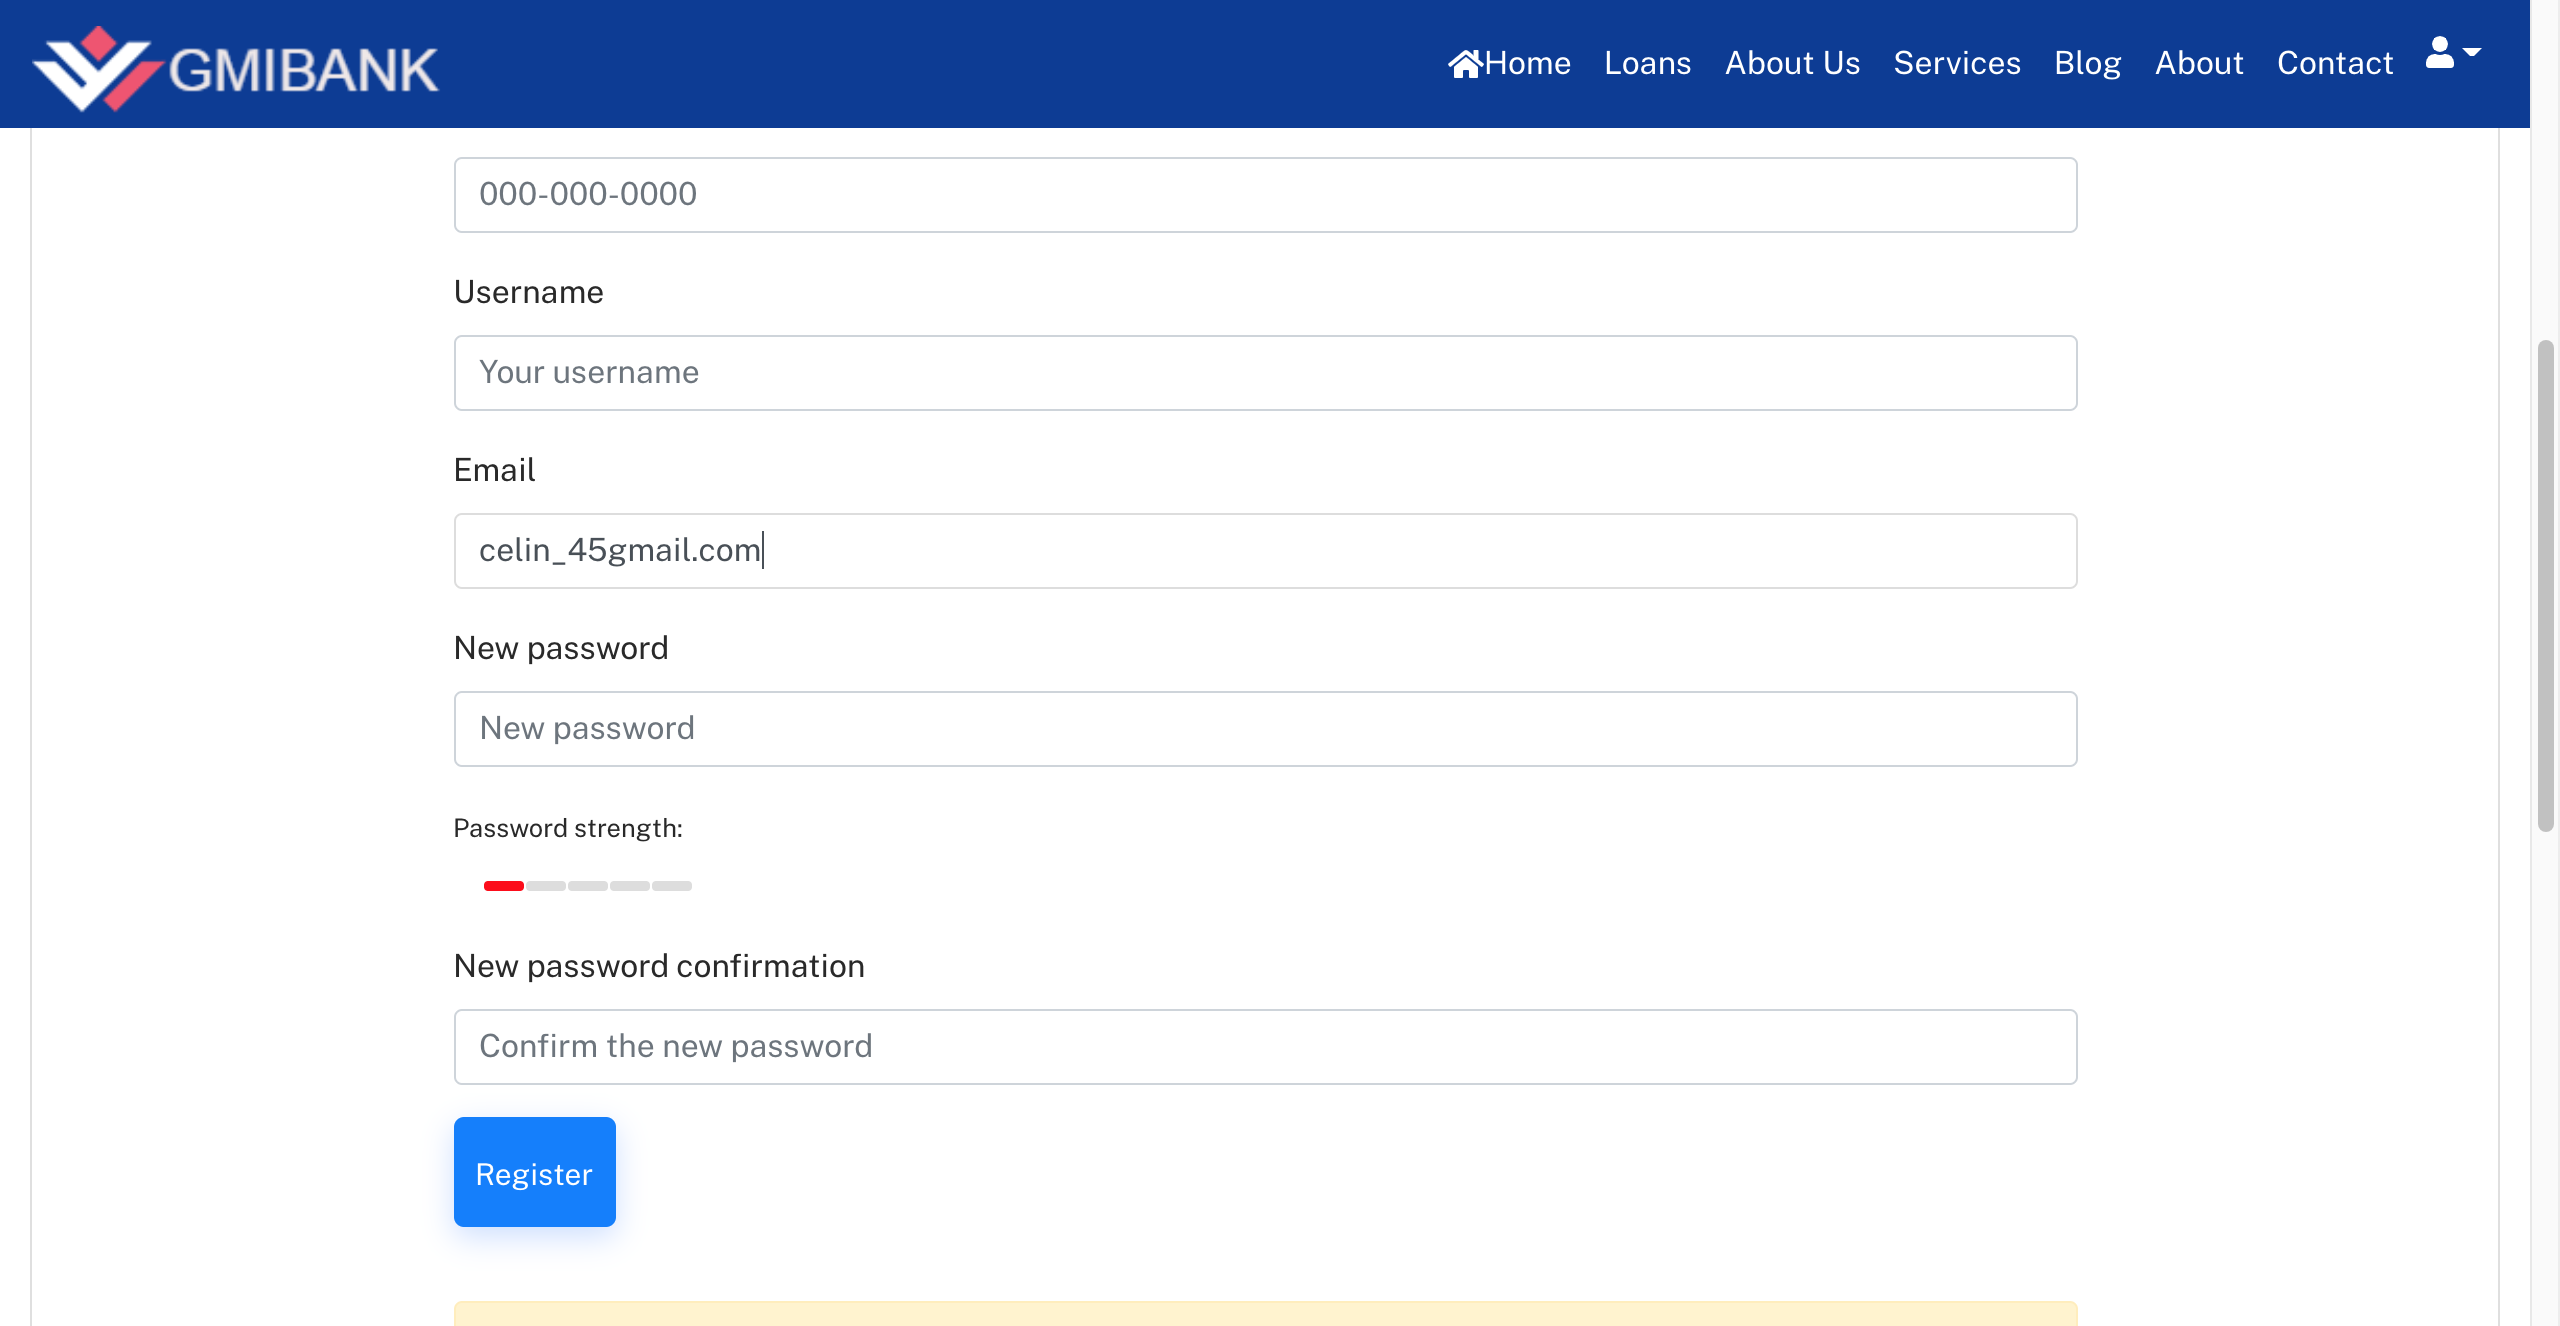 GMIBANK
Home Loans About Us Services Blog About Contact
000-000-0000
Username
Your username
Email
celin_45gmail.com
New password
New password
Password strength:
New password confirmation
Confirm the new password
Register